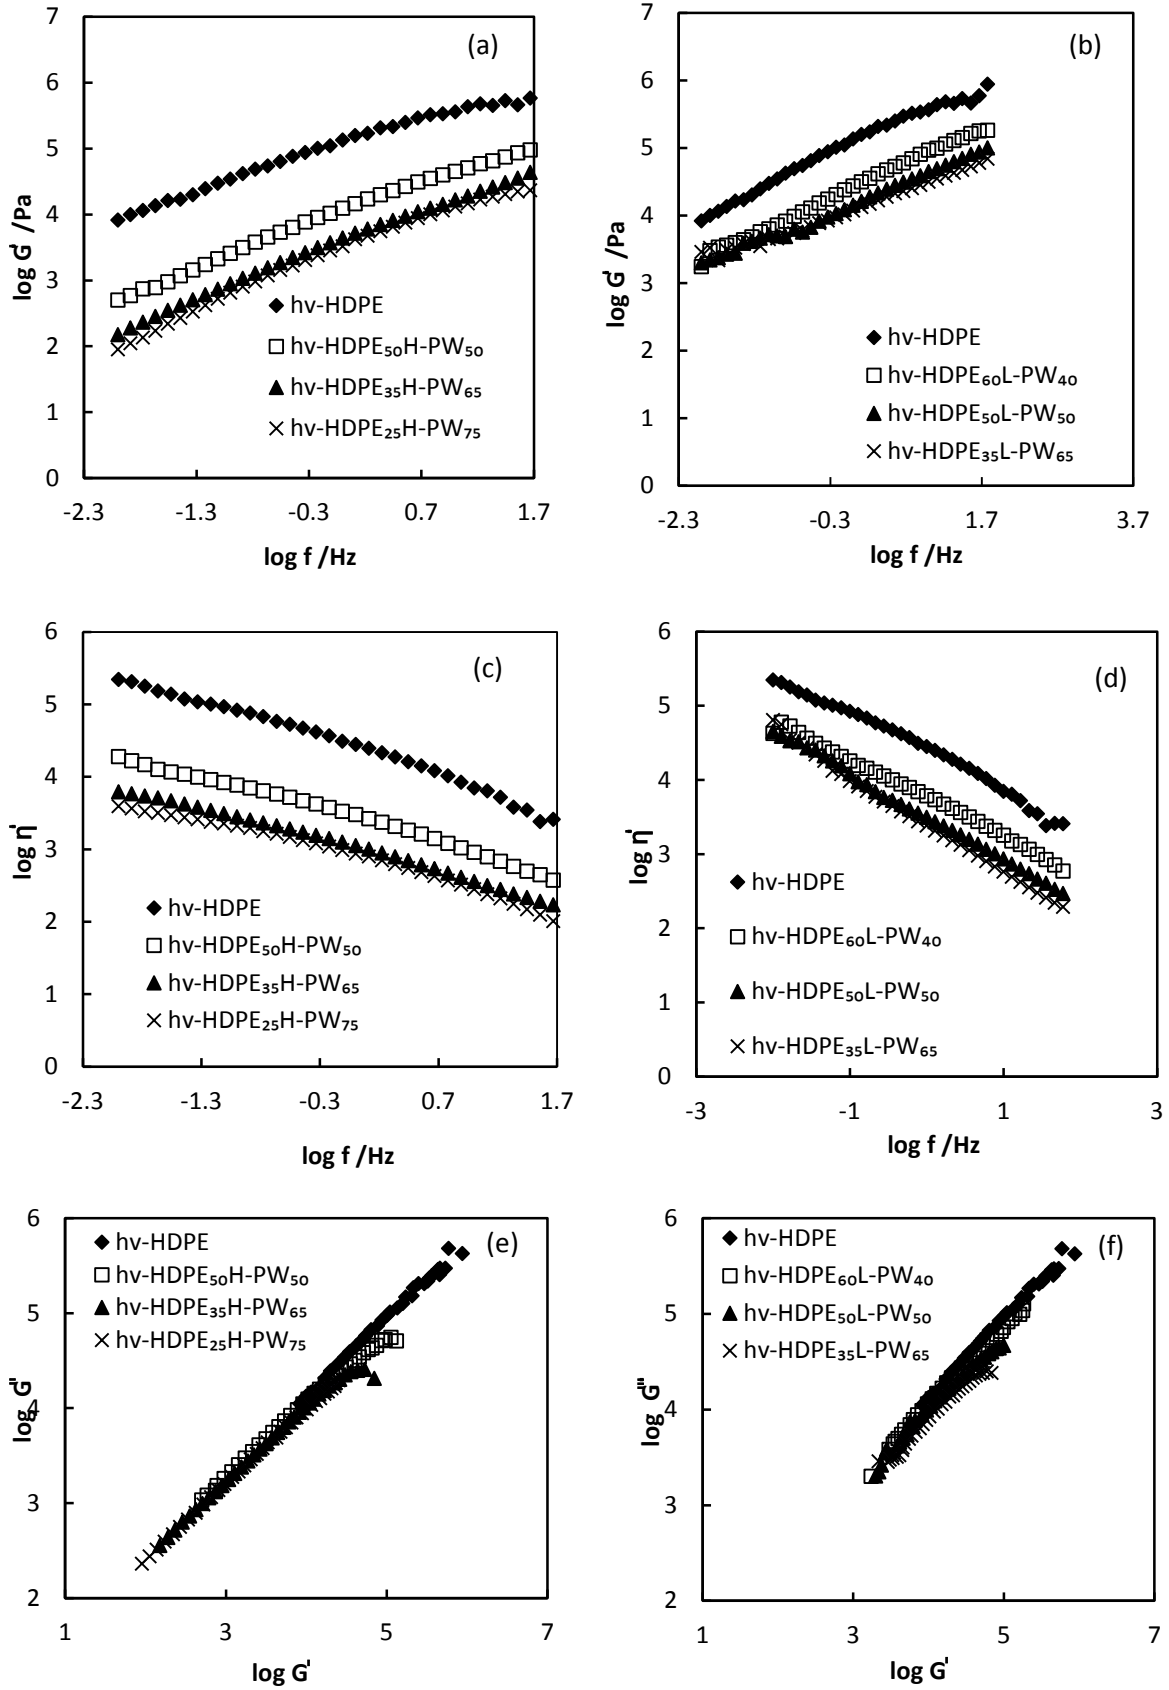 (a)
7
6
5
4
3
2
1
0
log G' /Pa
-2.3 -1.3 -0.3 0.7 1.7
log f /Hz
hv-HDPE
hv-HDPE₅₀H-PW₅₀
hv-HDPE₃₅H-PW₆₅
hv-HDPE₂₅H-PW₇₅
(b)
7
6
5
4
3
2
1
0
log G' /Pa
-2.3 -0.3 1.7 3.7
log f /Hz
hv-HDPE
hv-HDPE₆₀L-PW₄₀
hv-HDPE₅₀L-PW₅₀
hv-HDPE₃₅L-PW₆₅
(c)
6
5
4
3
2
1
0
log η'
-2.3 -1.3 -0.3 0.7 1.7
log f /Hz
hv-HDPE
hv-HDPE₅₀H-PW₅₀
hv-HDPE₃₅H-PW₆₅
hv-HDPE₂₅H-PW₇₅
(d)
6
5
4
3
2
1
0
log η'
-3 -1 1 3
log f /Hz
hv-HDPE
hv-HDPE₆₀L-PW₄₀
hv-HDPE₅₀L-PW₅₀
hv-HDPE₃₅L-PW₆₅
(e)
6
5
4
3
2
log G"
1 3 5 7
log G'
hv-HDPE
hv-HDPE₅₀H-PW₅₀
hv-HDPE₃₅H-PW₆₅
hv-HDPE₂₅H-PW₇₅
(f)
6
5
4
3
2
log G"
1 3 5 7
log G'
hv-HDPE
hv-HDPE₆₀L-PW₄₀
hv-HDPE₅₀L-PW₅₀
hv-HDPE₃₅L-PW₆₅